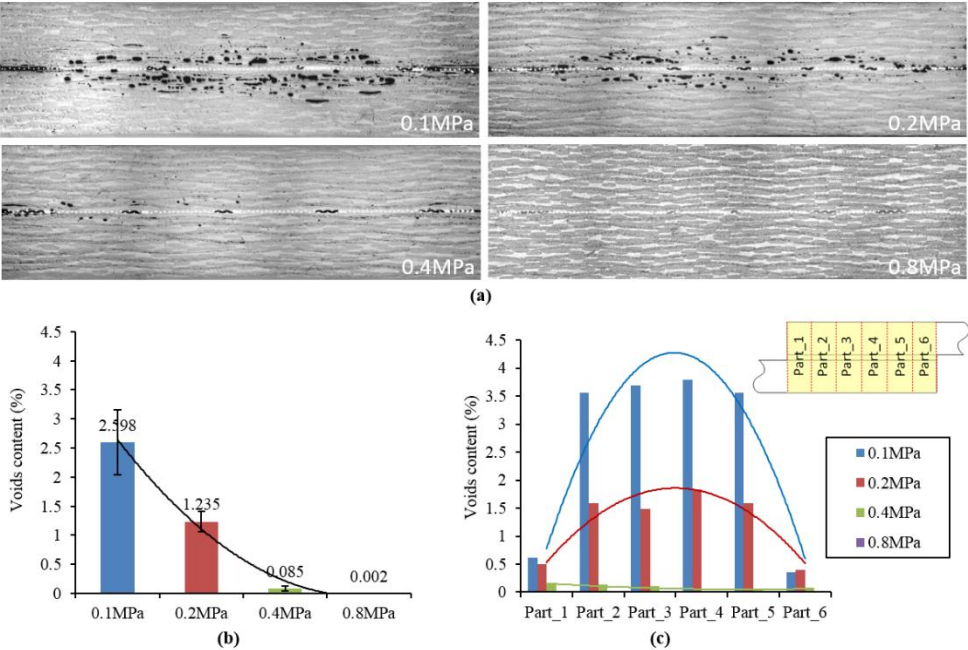 0.1MPa
0.2MPa
0.4MPa
0.8MPa
(a)
Voids content (%)
4.5
4
3.5
3
2.5
2
1.5
1
0.5
0
2.598
1.235
0.085
0.002
0.1MPa
0.2MPa
0.4MPa
0.8MPa
(b)
Voids content (%)
4.5
4
3.5
3
2.5
2
1.5
1
0.5
0
Part_1
Part_2
Part_3
Part_4
Part_5
Part_6
Part_1
Part_2
Part_3
Part_4
Part_5
Part_6
0.1MPa
0.2MPa
0.4MPa
0.8MPa
(c)